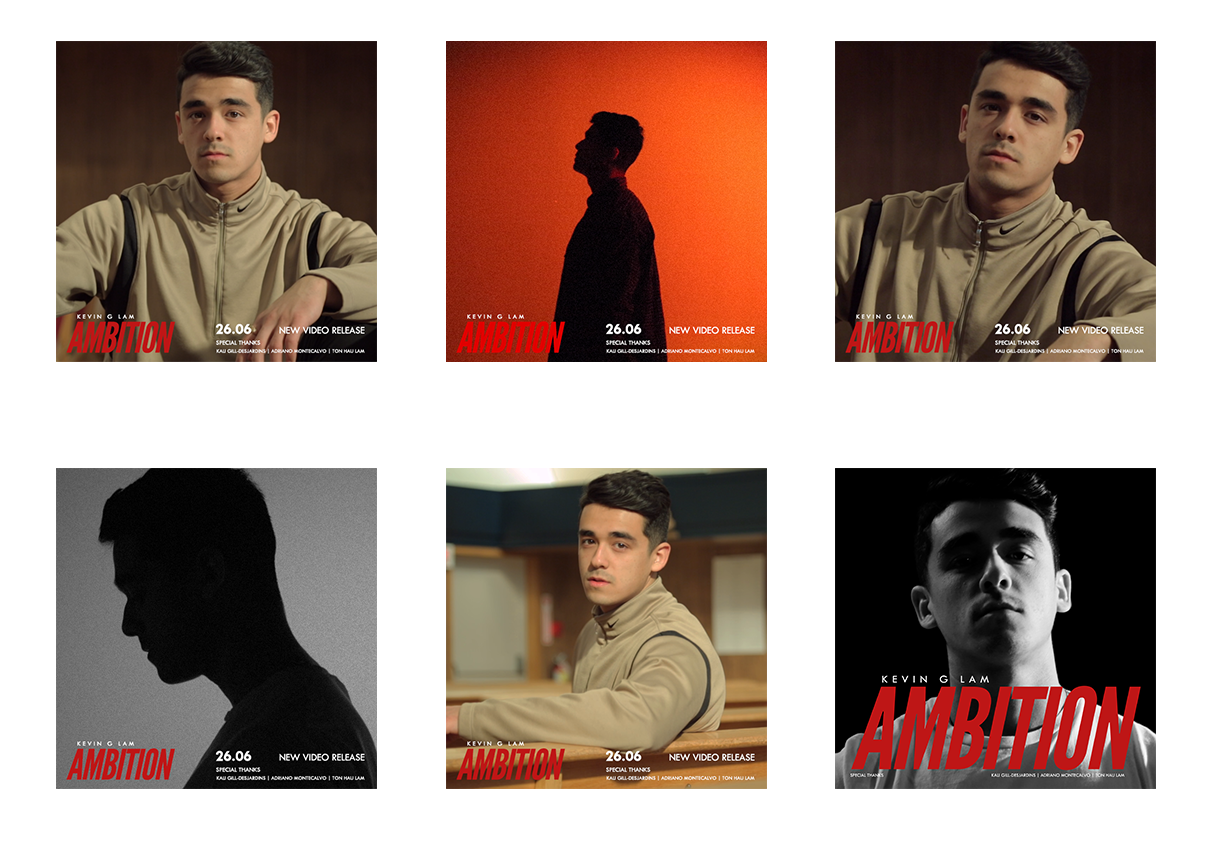 KEVIN G LAM
AMBITION
26.06
NEW VIDEO RELEASE
SPECIAL THANKS
KALI GILL-DESJARDINS | ADRIANO MONTECALVO | TON HAU LAM
KEVIN G LAM
AMBITION
26.06
NEW VIDEO RELEASE
SPECIAL THANKS
KALI GILL-DESJARDINS | ADRIANO MONTECALVO | TON HAU LAM
KEVIN G LAM
AMBITION
26.06
NEW VIDEO RELEASE
SPECIAL THANKS
KALI GILL-DESJARDINS | ADRIANO MONTECALVO | TON HAU LAM
KEVIN G LAM
AMBITION
26.06
NEW VIDEO RELEASE
SPECIAL THANKS
KALI GILL-DESJARDINS | ADRIANO MONTECALVO | TON HAU LAM
KEVIN G LAM
AMBITION
26.06
NEW VIDEO RELEASE
SPECIAL THANKS
KALI GILL-DESJARDINS | ADRIANO MONTECALVO | TON HAU LAM
KEVIN G LAM
AMBITION
SPECIAL THANKS
KALI GILL-DESJARDINS | ADRIANO MONTECALVO | TON HAU LAM